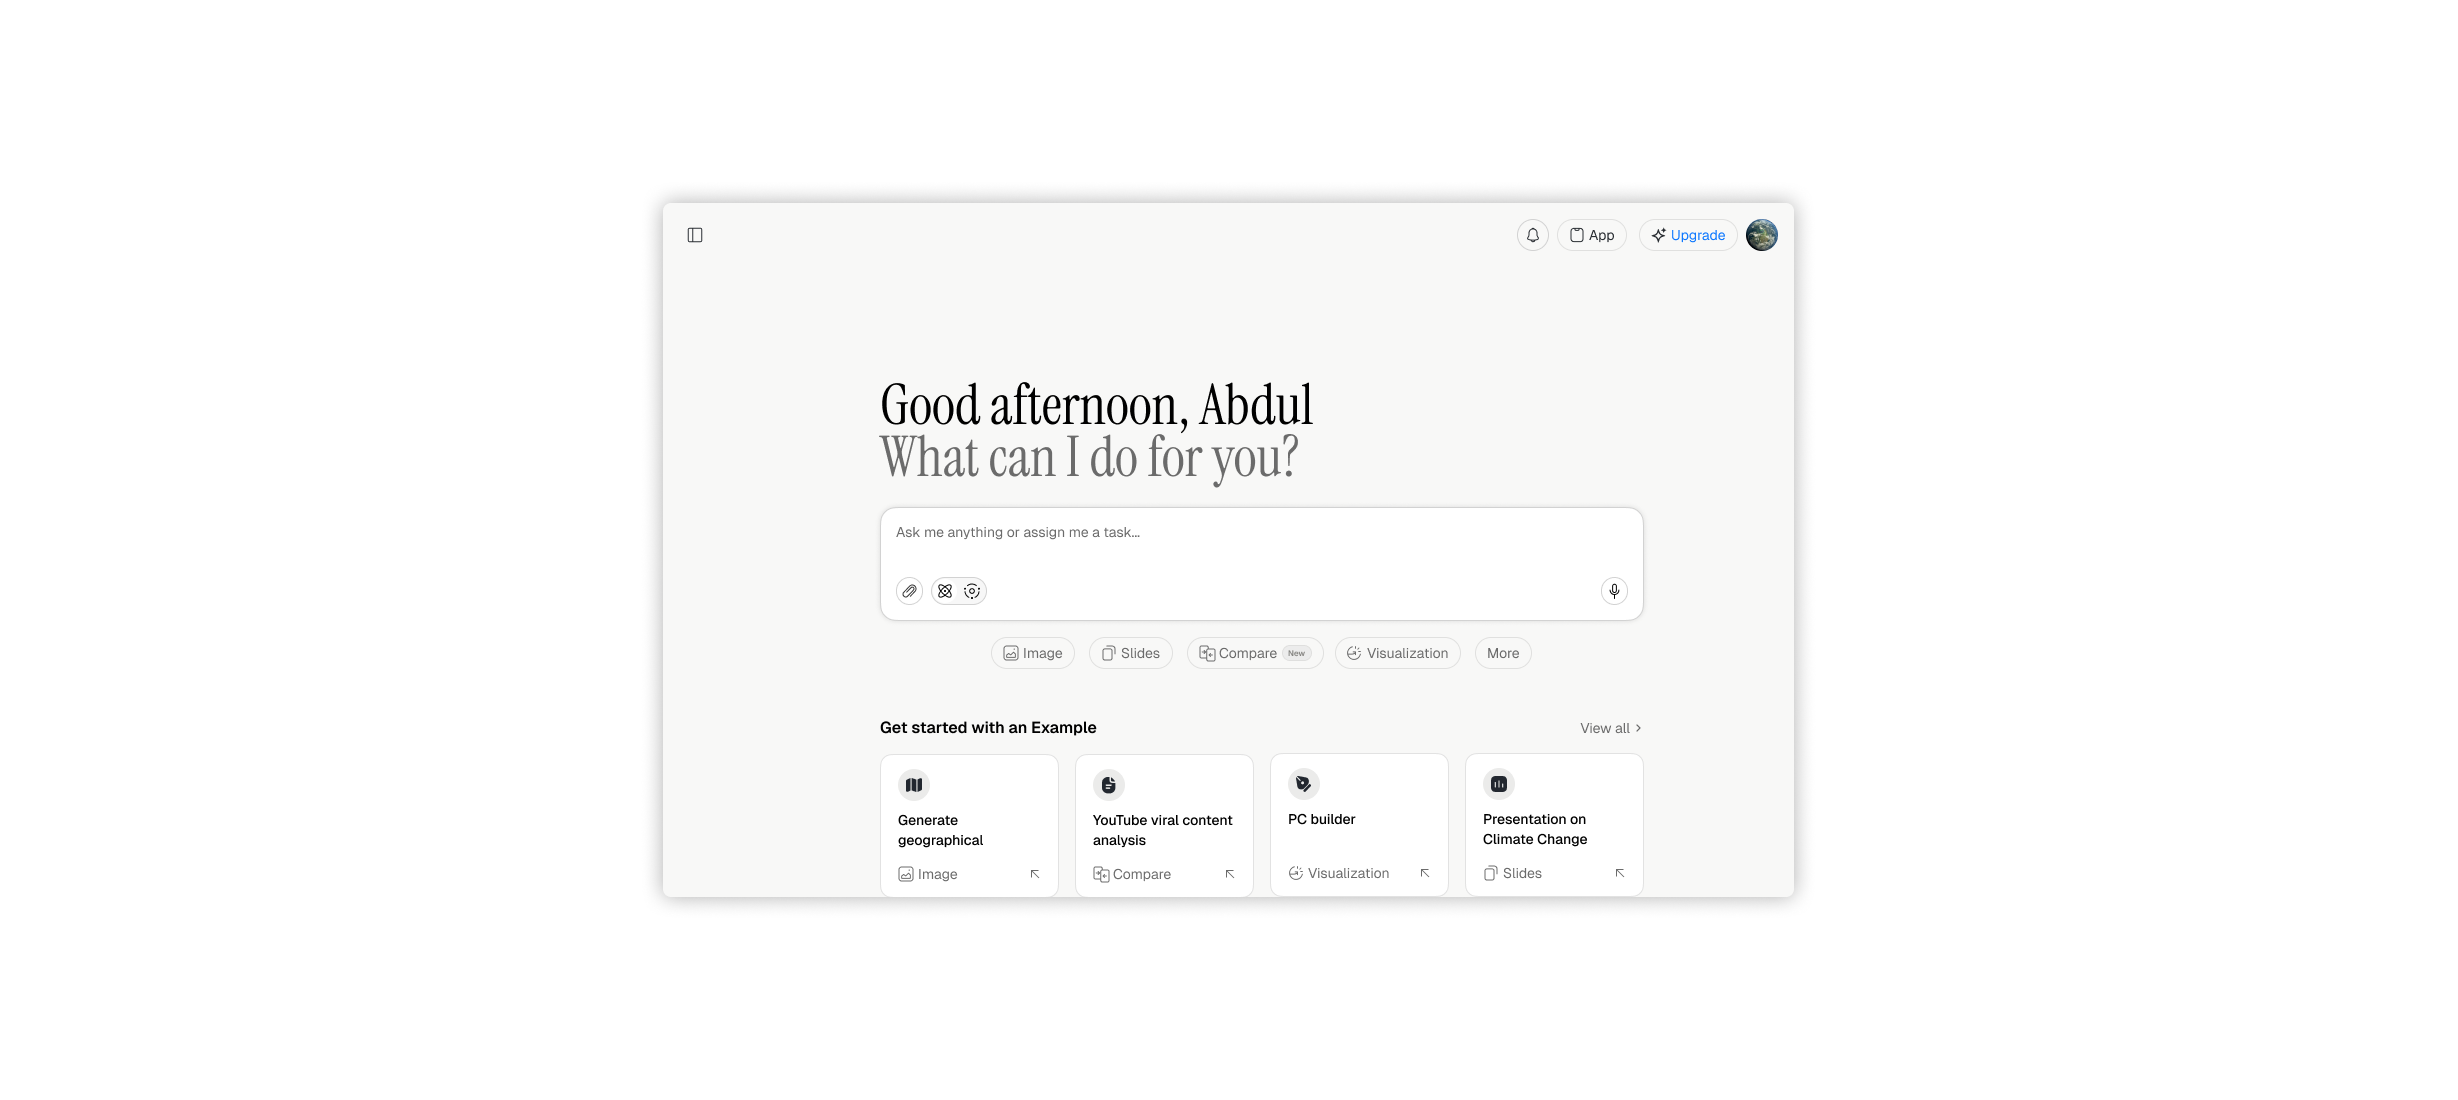 App
Upgrade
Good afternoon, Abdul
What can I do for you?
Ask me anything or assign me a task...
Image
Slides
Compare New
Visualization
More
Get started with an Example
View all
Generate
geographical
Image
YouTube viral content
analysis
Compare
PC builder
Visualization
Presentation on
Climate Change
Slides